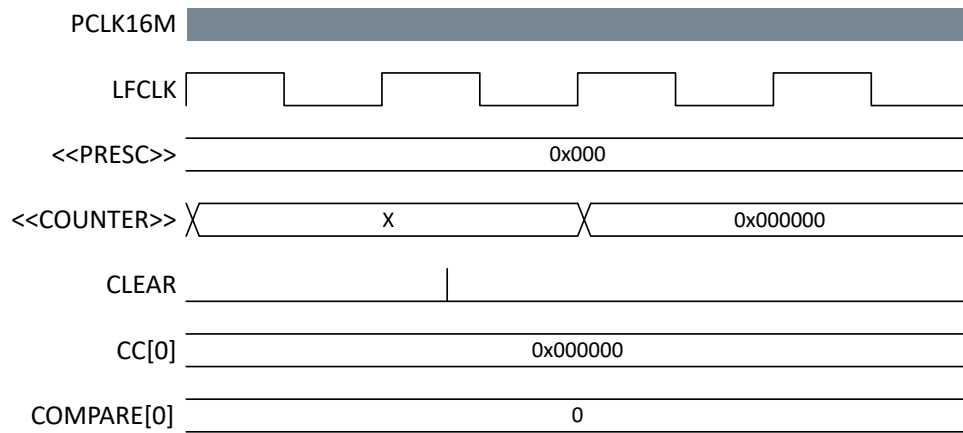 PCLK16M
LFCLK
<<PRESC>> 0x000
<<COUNTER>> X 0x000000
CLEAR
CC[0] 0x000000
COMPARE[0] 0